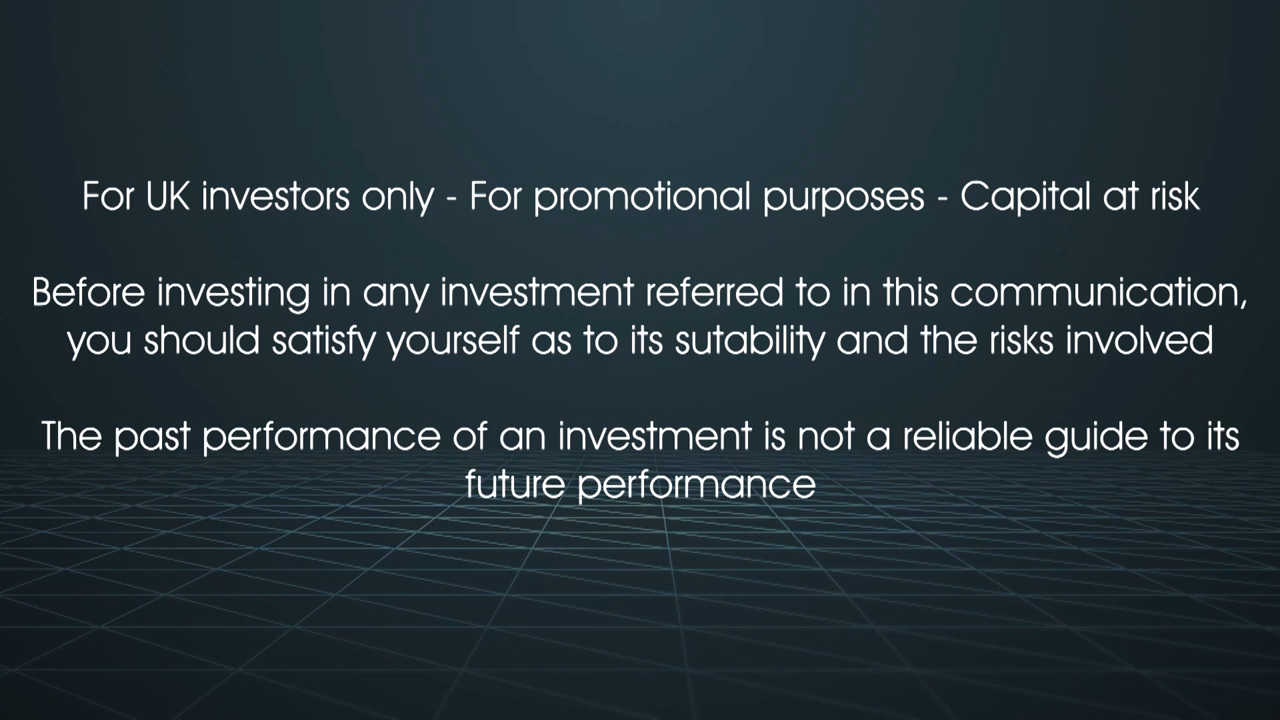 For UK investors only - For promotional purposes - Capital at risk
Before investing in any investment referred to in this communication,
you should satisfy yourself as to its sutability and the risks involved
The past performance of an investment is not a reliable guide to its
future performance